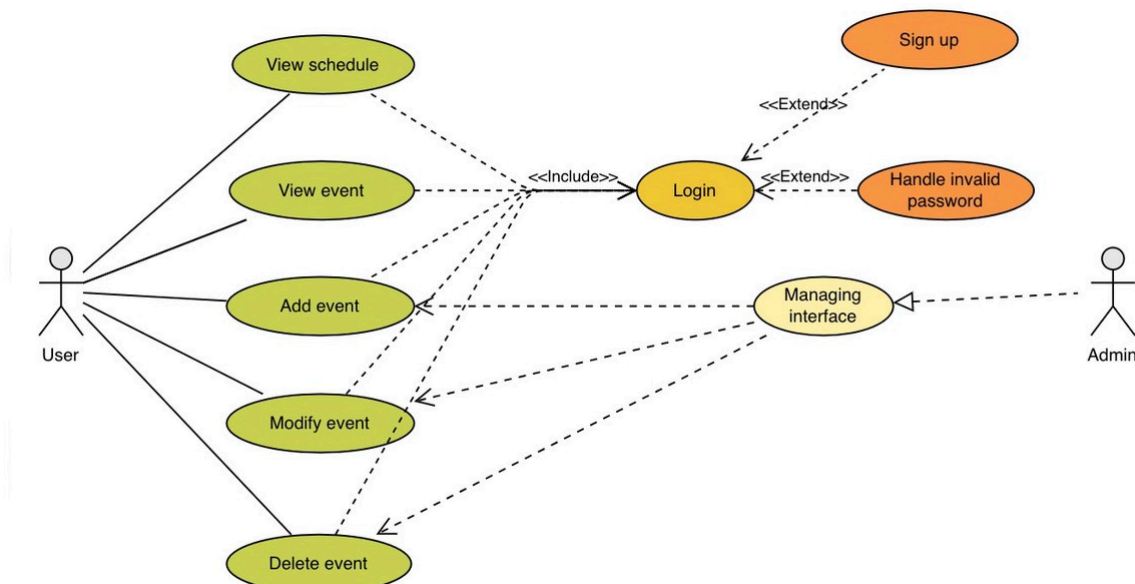 View schedule
Sign up
<<Extend>>
View event
<<Include>>
Login
<<Extend>>
Handle invalid
password
Add event
Managing
interface
User
Admin
Modify event
Delete event